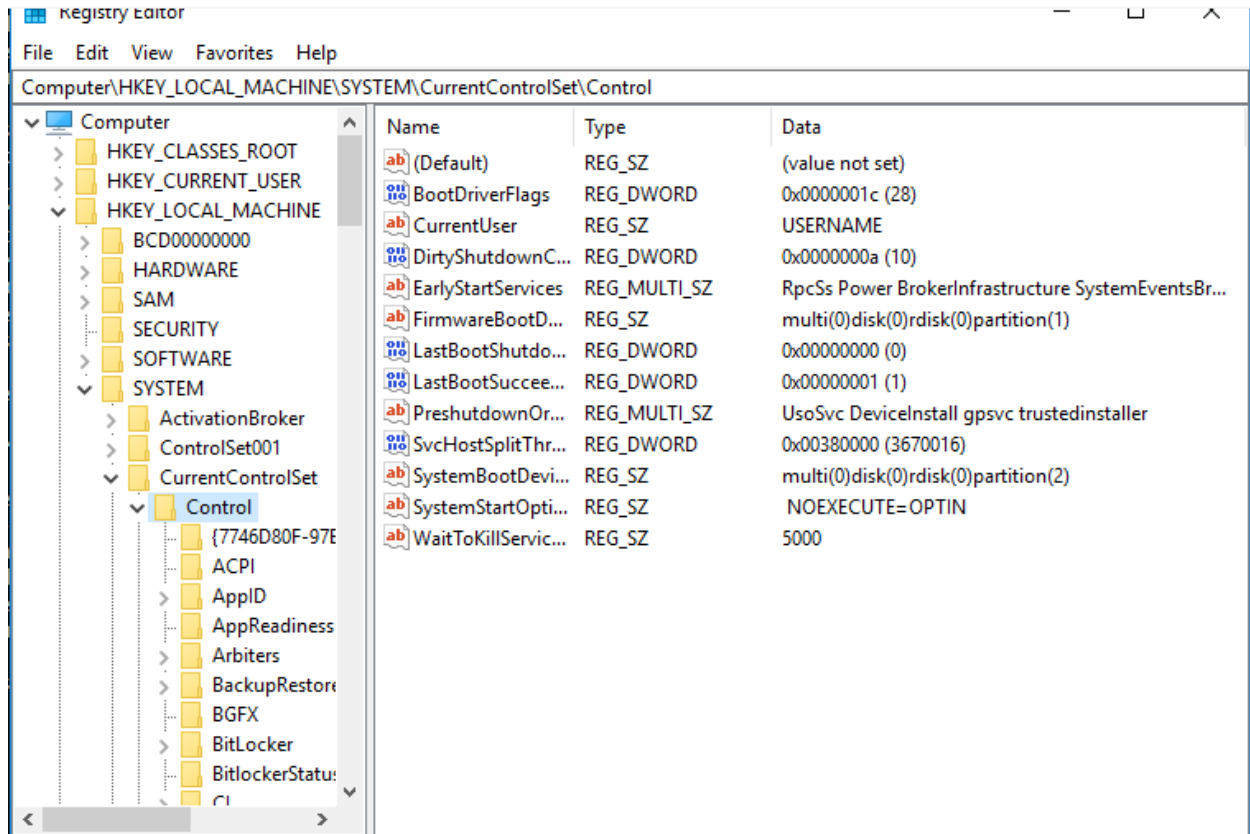 Registry Editor
File Edit View Favorites Help
Computer\HKEY_LOCAL_MACHINE\SYSTEM\CurrentControlSet\Control
Computer
HKEY_CLASSES_ROOT
HKEY_CURRENT_USER
HKEY_LOCAL_MACHINE
BCD00000000
HARDWARE
SAM
SECURITY
SOFTWARE
SYSTEM
ActivationBroker
ControlSet001
CurrentControlSet
Control
{7746D80F-97E
ACPI
AppID
AppReadiness
Arbiters
BackupRestore
BGFX
BitLocker
BitlockerStatus
CI
Name Type Data
(Default) REG_SZ (value not set)
BootDriverFlags REG_DWORD 0x0000001c (28)
CurrentUser REG_SZ USERNAME
DirtyShutdownC... REG_DWORD 0x0000000a (10)
EarlyStartServices REG_MULTI_SZ RpcSs Power BrokerInfrastructure SystemEventsBr...
FirmwareBootD... REG_SZ multi(0)disk(0)rdisk(0)partition(1)
LastBootShutdo... REG_DWORD 0x00000000 (0)
LastBootSuccee... REG_DWORD 0x00000001 (1)
PreshutdownOr... REG_MULTI_SZ UsoSvc DeviceInstall gpsvc trustedinstaller
SvcHostSplitThr... REG_DWORD 0x00380000 (3670016)
SystemBootDevi... REG_SZ multi(0)disk(0)rdisk(0)partition(2)
SystemStartOpti... REG_SZ NOEXECUTE=OPTIN
WaitToKillServic... REG_SZ 5000